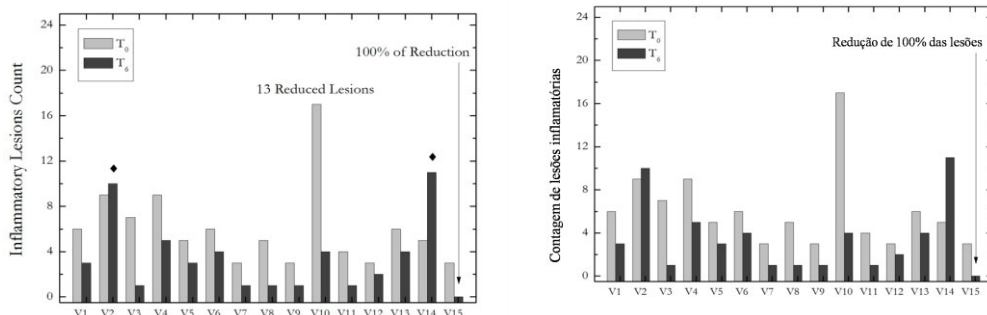 24
20
16
12
8
4
0
Inflammatory Lesions Count
T0
T6
100% of Reduction
13 Reduced Lesions
V1 V2 V3 V4 V5 V6 V7 V8 V9 V10 V11 V12 V13 V14 V15
24
20
16
12
8
4
0
Contagem de lesões inflamatórias
T0
T6
Redução de 100% das lesões
V1 V2 V3 V4 V5 V6 V7 V8 V9 V10 V11 V12 V13 V14 V15